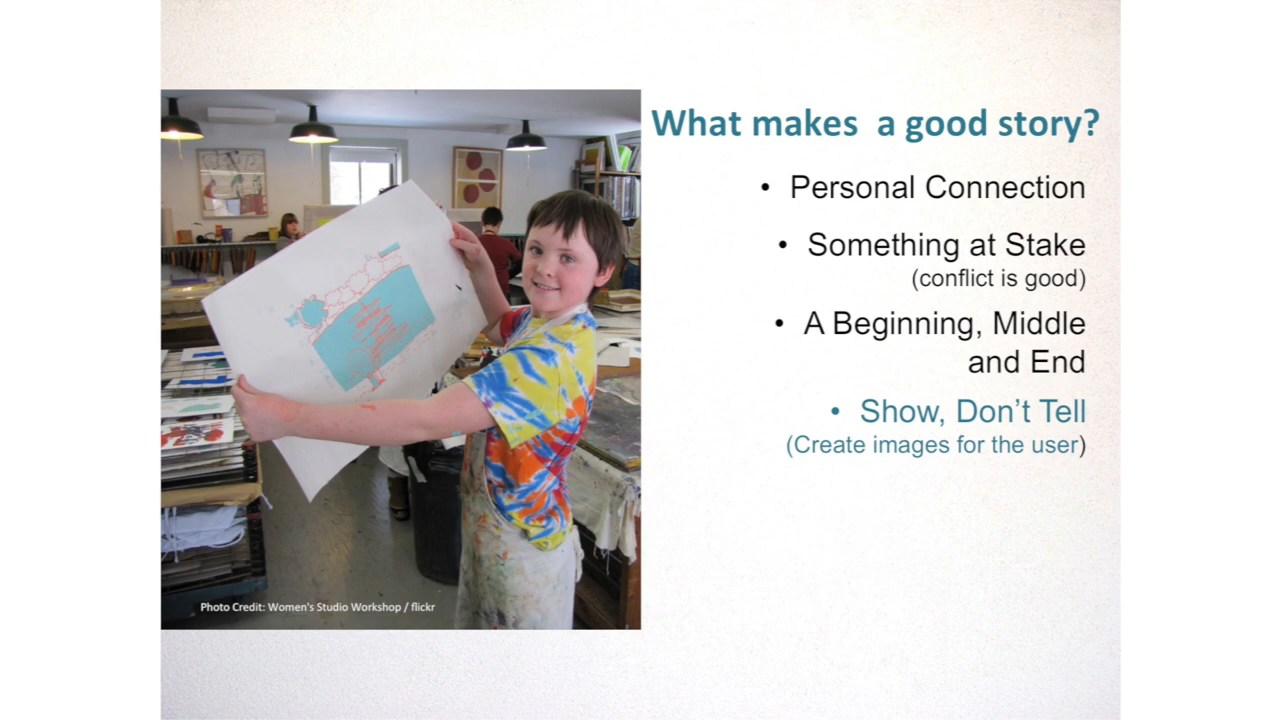 What makes  a good story?
• Personal Connection
• Something at Stake
(conflict is good)
• A Beginning, Middle
and End
• Show, Don’t Tell
(Create images for the user)
Photo Credit: Women's Studio Workshop / flickr